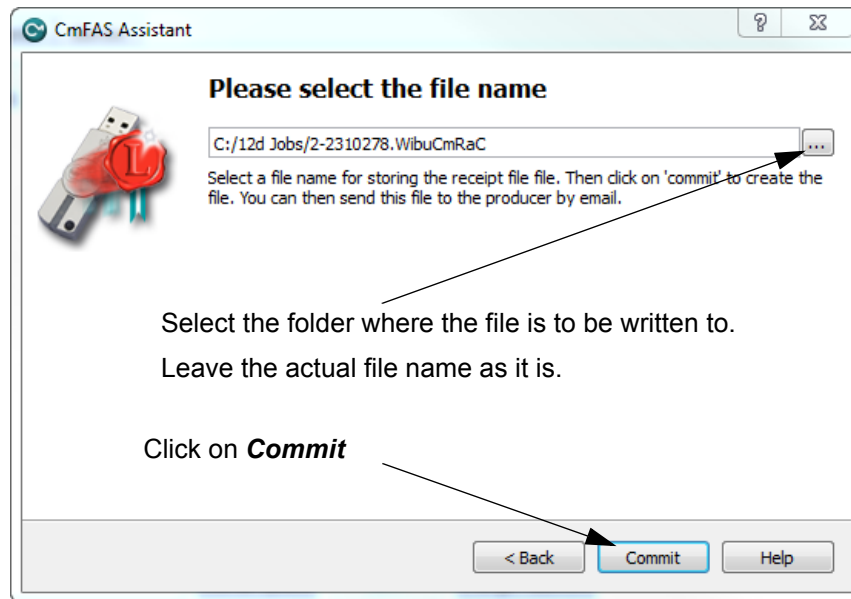 CmFAS Assistant
Please select the file name
C:/12d Jobs/2-2310278.WibuCmRaC
...
Select a file name for storing the receipt file file. Then click on 'commit' to create the
file. You can then send this file to the producer by email.
L
Select the folder where the file is to be written to.
Leave the actual file name as it is.
Click on Commit
< Back
Commit
Help